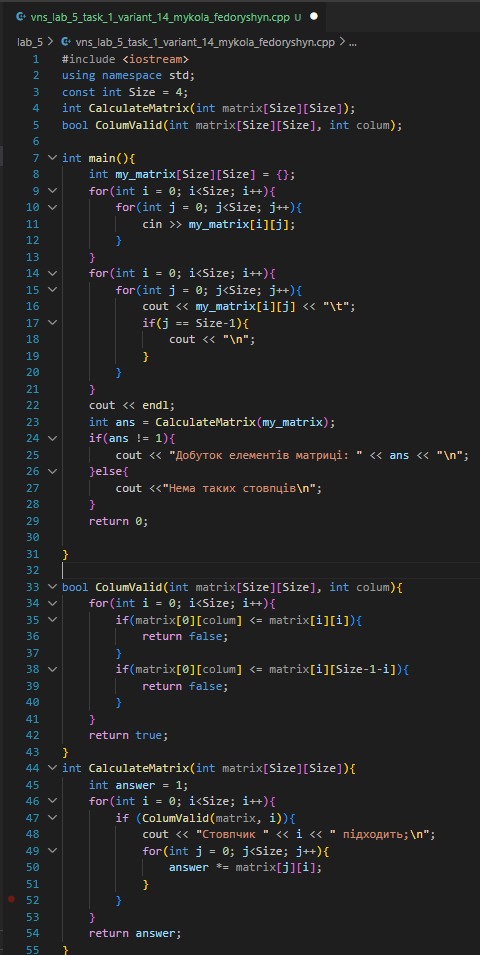 vns_lab_5_task_1_variant_14_mykola_fedoryshyn.cpp U
lab_5 > vns_lab_5_task_1_variant_14_mykola_fedoryshyn.cpp > ...
1 #include <iostream>
2 using namespace std;
3 const int Size = 4;
4 int CalculateMatrix(int matrix[Size][Size]);
5 bool ColumValid(int matrix[Size][Size], int colum);
6
7 int main(){
8 int my_matrix[Size][Size] = {};
9 for(int i = 0; i<Size; i++){
10 for(int j = 0; j<Size; j++){
11 cin >> my_matrix[i][j];
12 }
13 }
14 for(int i = 0; i<Size; i++){
15 for(int j = 0; j<Size; j++){
16 cout << my_matrix[i][j] << "\t";
17 if(j == Size-1){
18 cout << "\n";
19 }
20 }
21 }
22 cout << endl;
23 int ans = CalculateMatrix(my_matrix);
24 if(ans != 1){
25 cout << "Добуток елементів матриці: " << ans << "\n";
26 }else{
27 cout <<"Нема таких стовпців\n";
28 }
29 return 0;
30
31 }
32
33 bool ColumValid(int matrix[Size][Size], int colum){
34 for(int i = 0; i<Size; i++){
35 if(matrix[0][colum] <= matrix[i][i]){
36 return false;
37 }
38 if(matrix[0][colum] <= matrix[i][Size-1-i]){
39 return false;
40 }
41 }
42 return true;
43 }
44 int CalculateMatrix(int matrix[Size][Size]){
45 int answer = 1;
46 for(int i = 0; i<Size; i++){
47 if (ColumValid(matrix, i)){
48 cout << "Стовпчик " << i << " підходить;\n";
49 for(int j = 0; j<Size; j++){
50 answer *= matrix[j][i];
51 }
52 }
53 }
54 return answer;
55 }